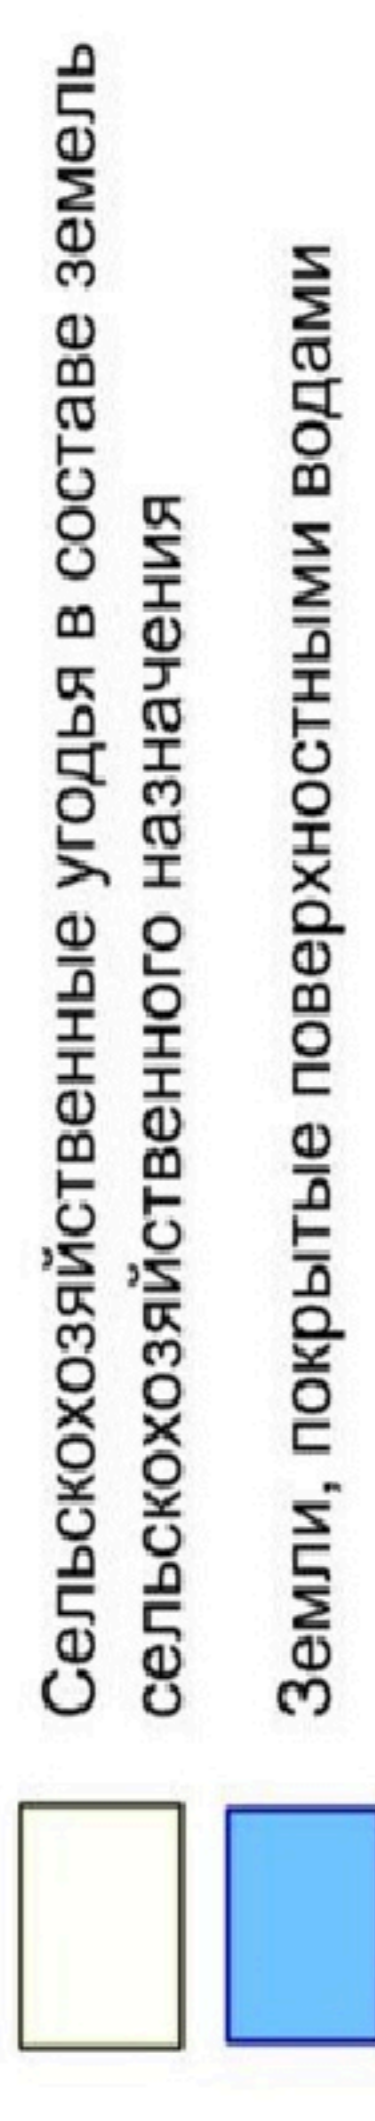 Сельскохозяйственные угодья в составе земель
сельскохозяйственного назначения
Земли, покрытые поверхностными водами